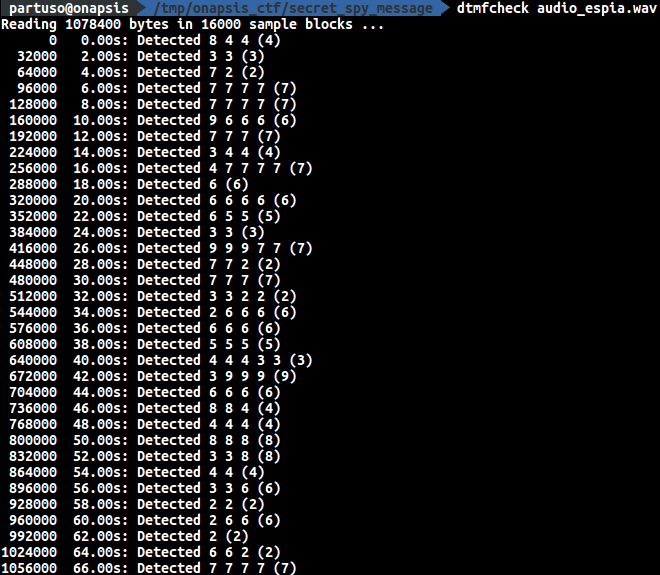 partuso@onapsis /tmp/onapsis_ctf/secret_spy_message dtmfcheck audio_espia.wav
Reading 1078400 bytes in 16000 sample blocks ...
0 0.00s: Detected 8 4 4 (4)
32000 2.00s: Detected 3 3 (3)
64000 4.00s: Detected 7 2 (2)
96000 6.00s: Detected 7 7 7 7 (7)
128000 8.00s: Detected 7 7 7 7 (7)
160000 10.00s: Detected 9 6 6 6 (6)
192000 12.00s: Detected 7 7 7 (7)
224000 14.00s: Detected 3 4 4 (4)
256000 16.00s: Detected 4 7 7 7 7 (7)
288000 18.00s: Detected 6 (6)
320000 20.00s: Detected 6 6 6 6 (6)
352000 22.00s: Detected 6 5 5 (5)
384000 24.00s: Detected 3 3 (3)
416000 26.00s: Detected 9 9 9 7 7 (7)
448000 28.00s: Detected 7 7 2 (2)
480000 30.00s: Detected 7 7 7 (7)
512000 32.00s: Detected 3 3 2 2 (2)
544000 34.00s: Detected 2 6 6 6 (6)
576000 36.00s: Detected 6 6 6 (6)
608000 38.00s: Detected 5 5 5 (5)
640000 40.00s: Detected 4 4 4 3 3 (3)
672000 42.00s: Detected 3 9 9 9 (9)
704000 44.00s: Detected 6 6 6 (6)
736000 46.00s: Detected 8 8 4 (4)
768000 48.00s: Detected 4 4 4 (4)
800000 50.00s: Detected 8 8 8 (8)
832000 52.00s: Detected 3 3 8 (8)
864000 54.00s: Detected 4 4 (4)
896000 56.00s: Detected 3 3 6 (6)
928000 58.00s: Detected 2 2 (2)
960000 60.00s: Detected 2 6 6 (6)
992000 62.00s: Detected 2 (2)
1024000 64.00s: Detected 6 6 2 (2)
1056000 66.00s: Detected 7 7 7 7 (7)